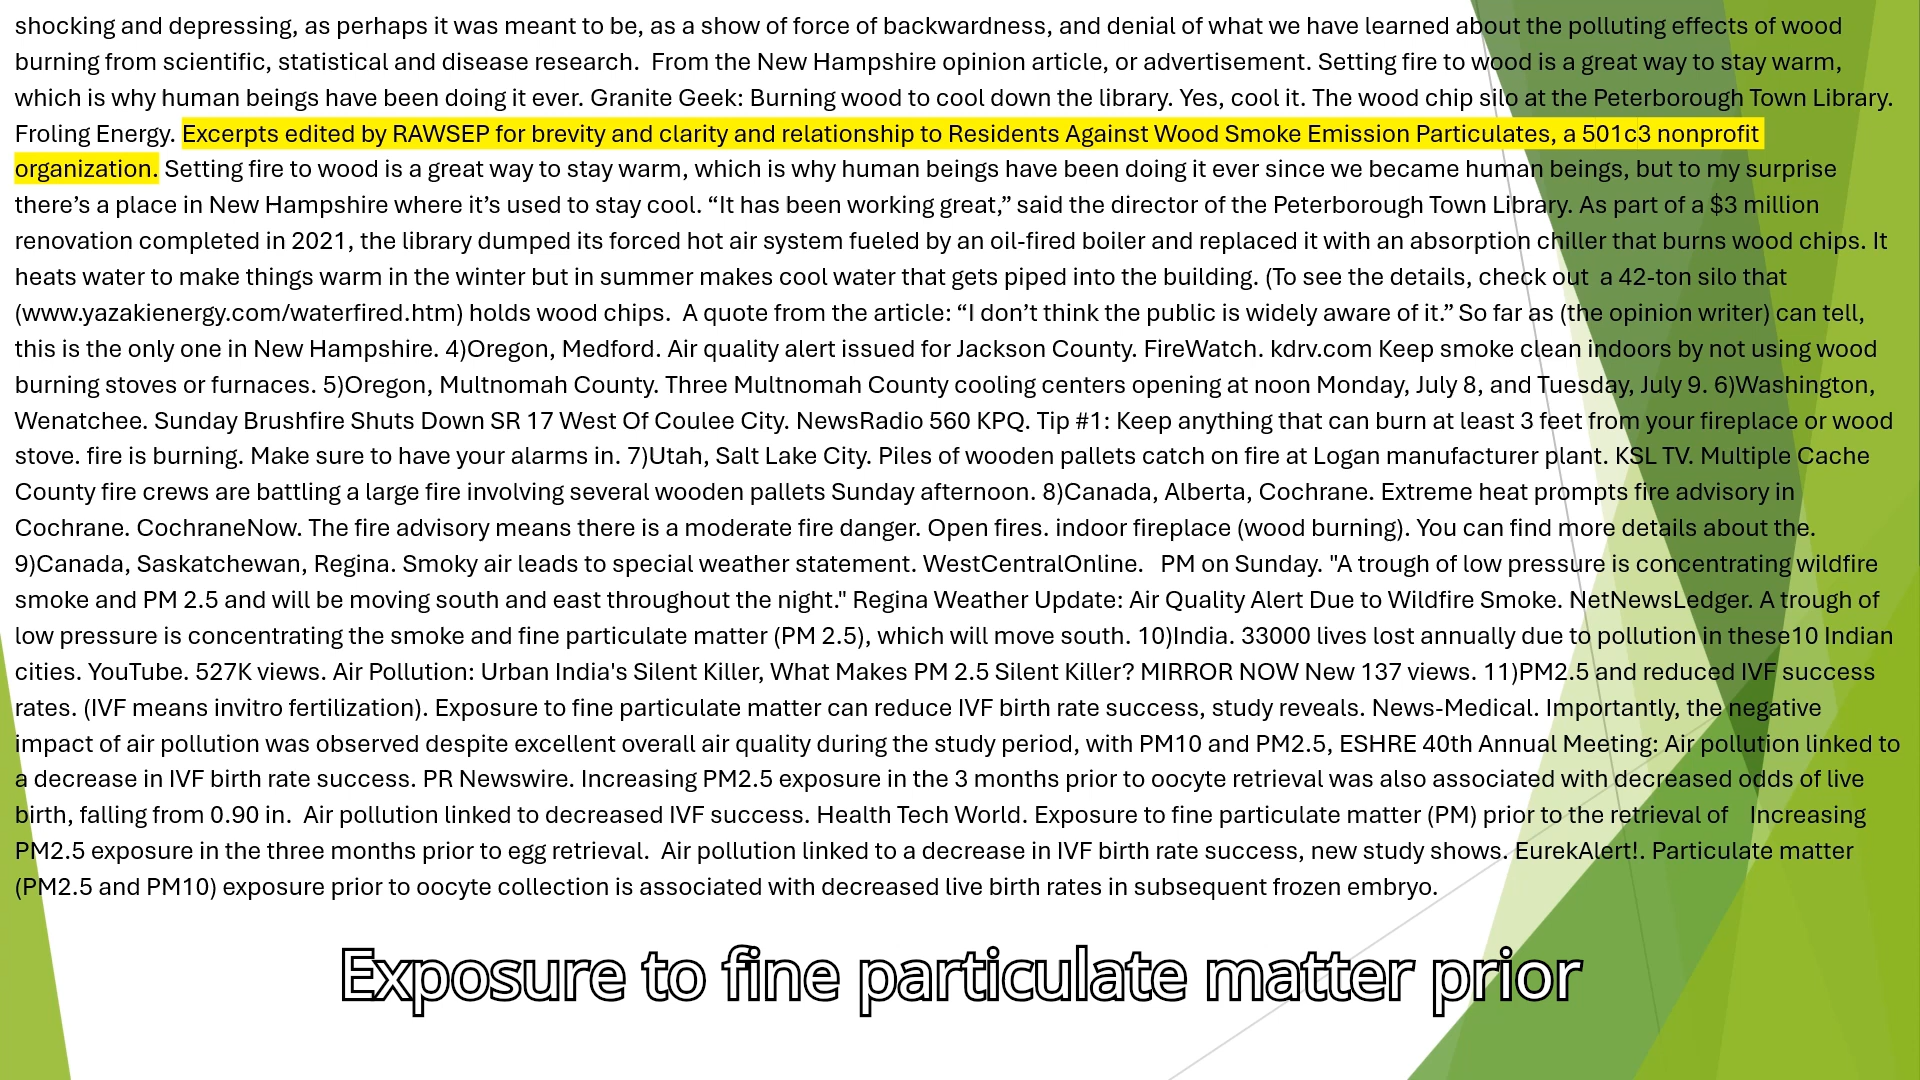 shocking and depressing, as perhaps it was meant to be, as a show of force of backwardness, and denial of what we have learned about the polluting effects of wood
burning from scientific, statistical and disease research.  From the New Hampshire opinion article, or advertisement. Setting fire to wood is a great way to stay warm,
which is why human beings have been doing it ever. Granite Geek: Burning wood to cool down the library. Yes, cool it. The wood chip silo at the Peterborough Town Library.
Froling Energy. Excerpts edited by RAWSEP for brevity and clarity and relationship to Residents Against Wood Smoke Emission Particulates, a 501c3 nonprofit
organization. Setting fire to wood is a great way to stay warm, which is why human beings have been doing it ever since we became human beings, but to my surprise
there’s a place in New Hampshire where it’s used to stay cool. “It has been working great,” said the director of the Peterborough Town Library. As part of a $3 million
renovation completed in 2021, the library dumped its forced hot air system fueled by an oil-fired boiler and replaced it with an absorption chiller that burns wood chips. It
heats water to make things warm in the winter but in summer makes cool water that gets piped into the building. (To see the details, check out  a 42-ton silo that
(www.yazakienergy.com/waterfired.htm) holds wood chips.  A quote from the article: “I don’t think the public is widely aware of it.” So far as (the opinion writer) can tell,
this is the only one in New Hampshire. 4)Oregon, Medford. Air quality alert issued for Jackson County. FireWatch. kdrv.com Keep smoke clean indoors by not using wood
burning stoves or furnaces. 5)Oregon, Multnomah County. Three Multnomah County cooling centers opening at noon Monday, July 8, and Tuesday, July 9. 6)Washington,
Wenatchee. Sunday Brushfire Shuts Down SR 17 West Of Coulee City. NewsRadio 560 KPQ. Tip #1: Keep anything that can burn at least 3 feet from your fireplace or wood
stove. fire is burning. Make sure to have your alarms in. 7)Utah, Salt Lake City. Piles of wooden pallets catch on fire at Logan manufacturer plant. KSL TV. Multiple Cache
County fire crews are battling a large fire involving several wooden pallets Sunday afternoon. 8)Canada, Alberta, Cochrane. Extreme heat prompts fire advisory in
Cochrane. CochraneNow. The fire advisory means there is a moderate fire danger. Open fires. indoor fireplace (wood burning). You can find more details about the.
9)Canada, Saskatchewan, Regina. Smoky air leads to special weather statement. WestCentralOnline.   PM on Sunday. "A trough of low pressure is concentrating wildfire
smoke and PM 2.5 and will be moving south and east throughout the night." Regina Weather Update: Air Quality Alert Due to Wildfire Smoke. NetNewsLedger. A trough of
low pressure is concentrating the smoke and fine particulate matter (PM 2.5), which will move south. 10)India. 33000 lives lost annually due to pollution in these10 Indian
cities. YouTube. 527K views. Air Pollution: Urban India's Silent Killer, What Makes PM 2.5 Silent Killer? MIRROR NOW New 137 views. 11)PM2.5 and reduced IVF success
rates. (IVF means invitro fertilization). Exposure to fine particulate matter can reduce IVF birth rate success, study reveals. News-Medical. Importantly, the negative
impact of air pollution was observed despite excellent overall air quality during the study period, with PM10 and PM2.5, ESHRE 40th Annual Meeting: Air pollution linked to
a decrease in IVF birth rate success. PR Newswire. Increasing PM2.5 exposure in the 3 months prior to oocyte retrieval was also associated with decreased odds of live
birth, falling from 0.90 in.  Air pollution linked to decreased IVF success. Health Tech World. Exposure to fine particulate matter (PM) prior to the retrieval of   Increasing
PM2.5 exposure in the three months prior to egg retrieval.  Air pollution linked to a decrease in IVF birth rate success, new study shows. EurekAlert!. Particulate matter
(PM2.5 and PM10) exposure prior to oocyte collection is associated with decreased live birth rates in subsequent frozen embryo.
Exposure to fine particulate matter prior